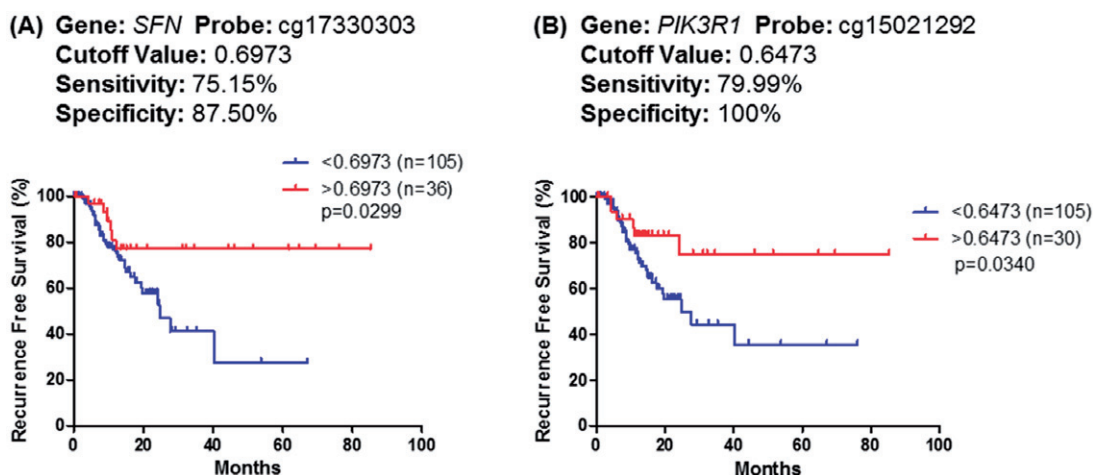 (A) Gene: SFN Probe: cg17330303
Cutoff Value: 0.6973
Sensitivity: 75.15%
Specificity: 87.50%
<0.6973 (n=105)
>0.6973 (n=36)
p=0.0299
Recurrence Free Survival (%)
100
80
60
40
20
0
0 20 40 60 80 100
Months
(B) Gene: PIK3R1 Probe: cg15021292
Cutoff Value: 0.6473
Sensitivity: 79.99%
Specificity: 100%
<0.6473 (n=105)
>0.6473 (n=30)
p=0.0340
Recurrence Free Survival (%)
100
80
60
40
20
0
0 20 40 60 80 100
Months